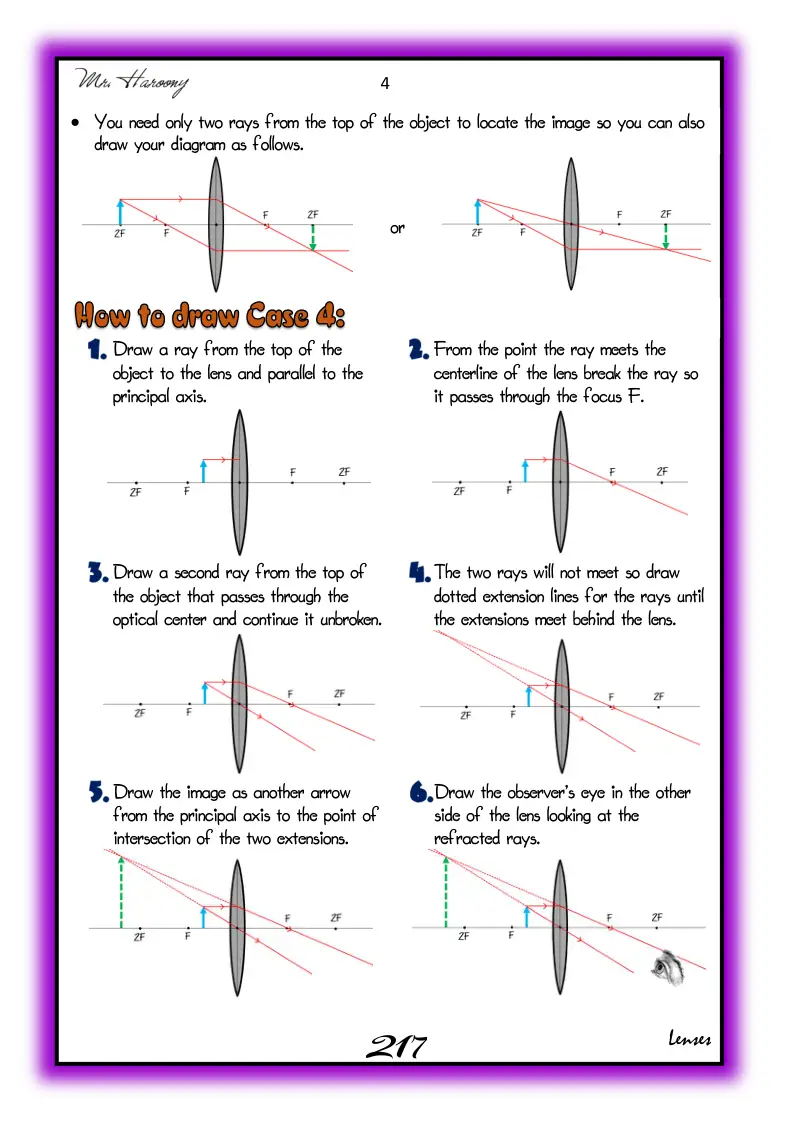 Mr. Haroony
4
• You need only two rays from the top of the object to locate the image so you can also
draw your diagram as follows.
F 2F
2F F
or
F 2F
2F F
How to draw Case 4:
1. Draw a ray from the top of the
object to the lens and parallel to the
principal axis.
F 2F
2F F
2. From the point the ray meets the
centerline of the lens break the ray so
it passes through the focus F.
F 2F
2F F
3. Draw a second ray from the top of
the object that passes through the
optical center and continue it unbroken.
F 2F
2F F
4. The two rays will not meet so draw
dotted extension lines for the rays until
the extensions meet behind the lens.
F 2F
2F F
5. Draw the image as another arrow
from the principal axis to the point of
intersection of the two extensions.
F 2F
2F F
6. Draw the observer's eye in the other
side of the lens looking at the
refracted rays.
F 2F
2F F
217
Lenses